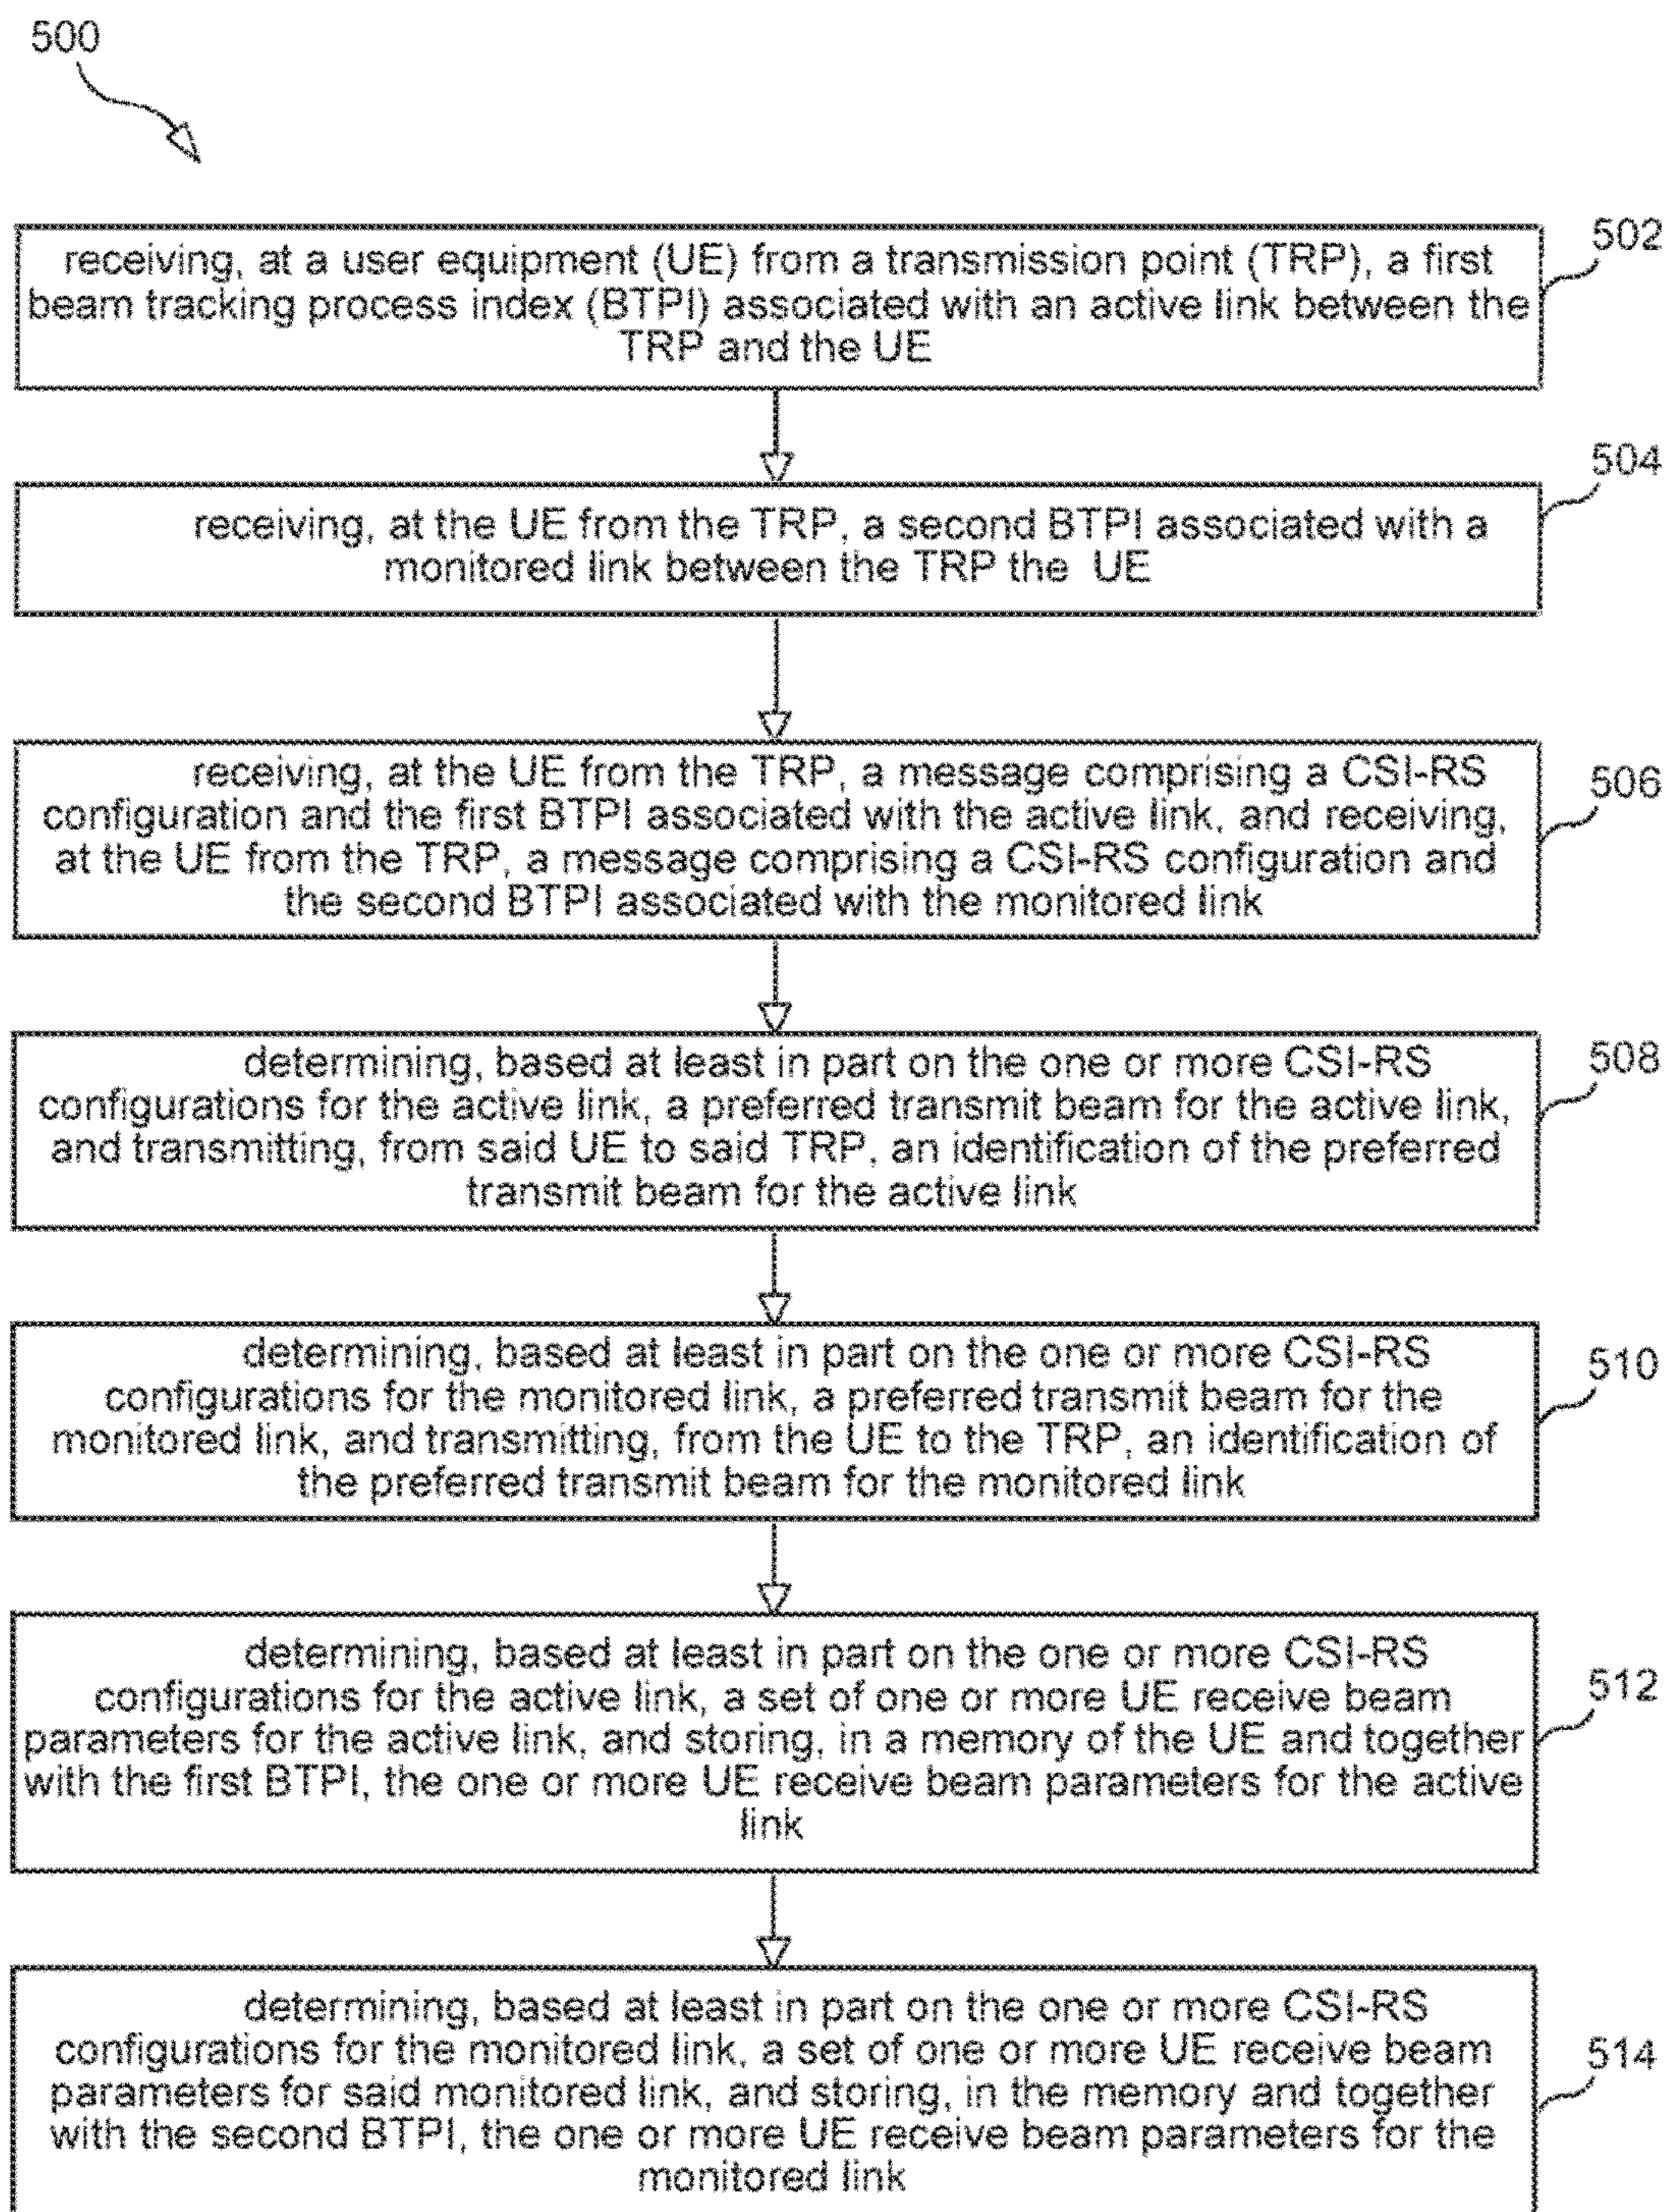 500
502
receiving, at a user equipment (UE) from a transmission point (TRP), a first
beam tracking process index (BTPI) associated with an active link between the
TRP and the UE
504
receiving, at the UE from the TRP, a second BTPI associated with a
monitored link between the TRP the UE
506
receiving, at the UE from the TRP, a message comprising a CSI-RS
configuration and the first BTPI associated with the active link, and receiving,
at the UE from the TRP, a message comprising a CSI-RS configuration and
the second BTPI associated with the monitored link
508
determining, based at least in part on the one or more CSI-RS
configurations for the active link, a preferred transmit beam for the active link,
and transmitting, from said UE to said TRP, an identification of the preferred
transmit beam for the active link
510
determining, based at least in part on the one or more CSI-RS
configurations for the monitored link, a preferred transmit beam for the
monitored link, and transmitting, from the UE to the TRP, an identification of
the preferred transmit beam for the monitored link
512
determining, based at least in part on the one or more CSI-RS
configurations for the active link, a set of one or more UE receive beam
parameters for the active link, and storing, in a memory of the UE and together
with the first BTPI, the one or more UE receive beam parameters for the active
link
514
determining, based at least in part on the one or more CSI-RS
configurations for the monitored link, a set of one or more UE receive beam
parameters for said monitored link, and storing, in the memory and together
with the second BTPI, the one or more UE receive beam parameters for the
monitored link